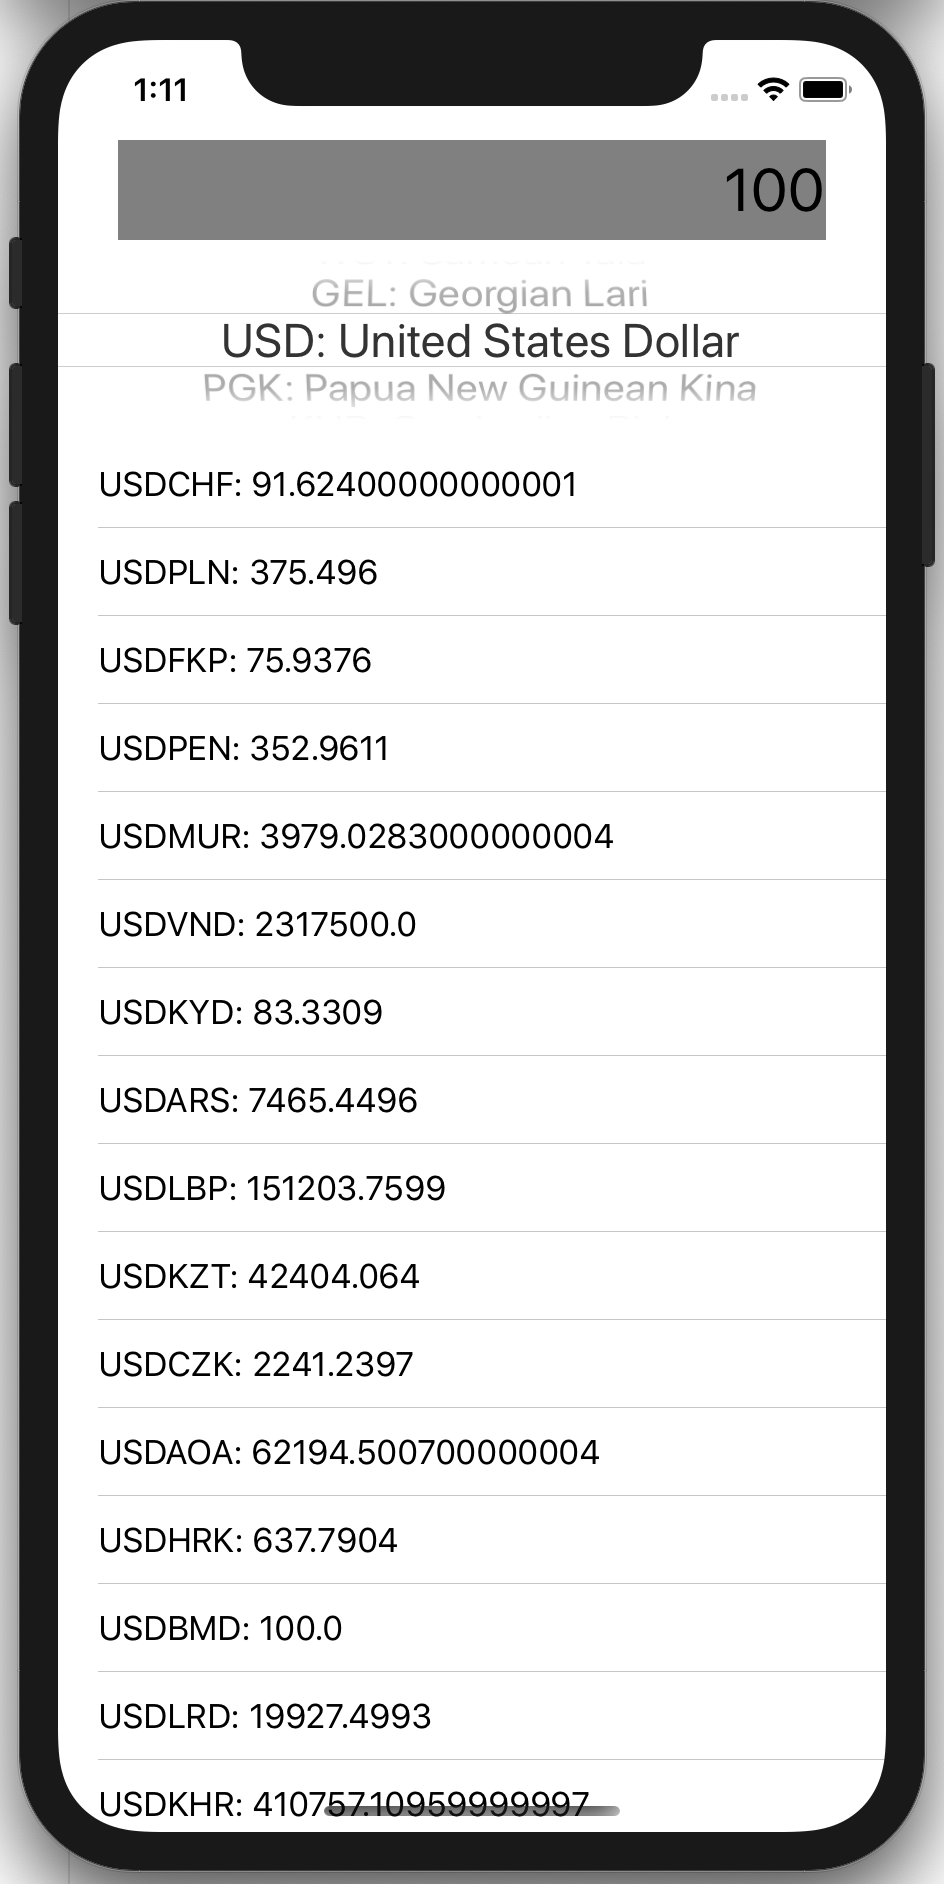 1:11
100
GEL: Georgian Lari
USD: United States Dollar
PGK: Papua New Guinean Kina
USDCHF: 91.62400000000001
USDPLN: 375.496
USDFKP: 75.9376
USDPEN: 352.9611
USDMUR: 3979.0283000000004
USDVND: 2317500.0
USDKYD: 83.3309
USDARS: 7465.4496
USDLBP: 151203.7599
USDKZT: 42404.064
USDCZK: 2241.2397
USDAOA: 62194.500700000004
USDHRK: 637.7904
USDBMD: 100.0
USDLRD: 19927.4993
USDKHR: 410757.10959999997